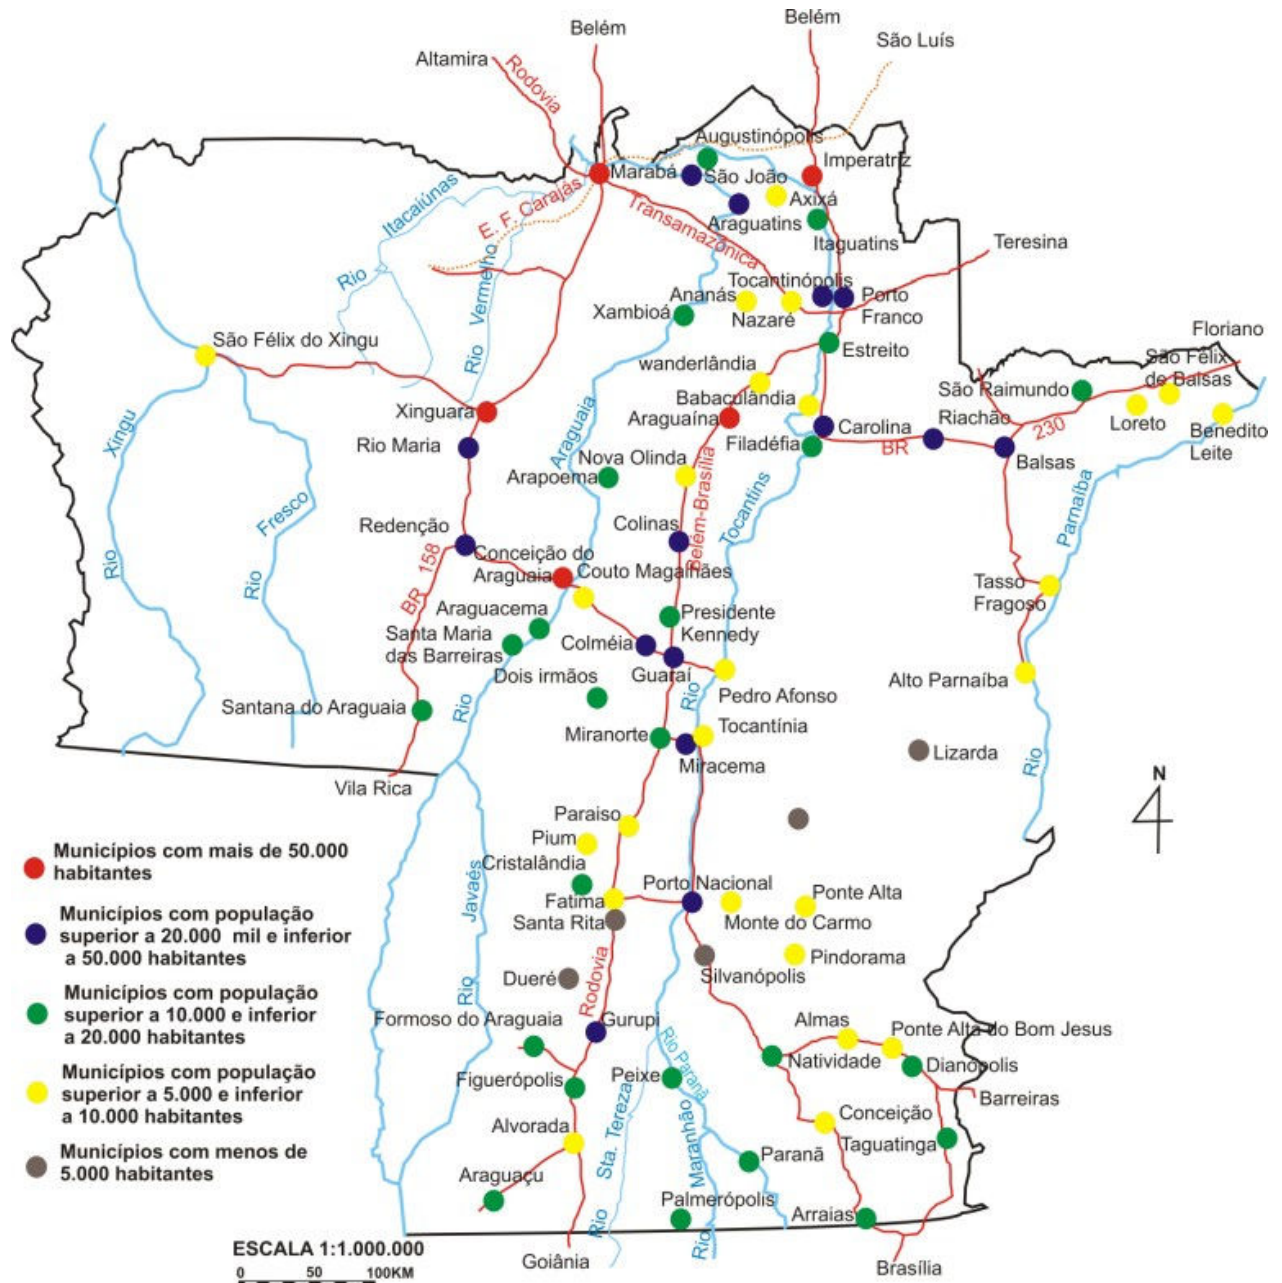 Belém
Belém
São Luís
Altamira
Rodovia
Augustinópolis
Imperatriz
Marabá
São João
Axixá
Araguatins
Itaguatins
Itacaiúnas
Rio
E. F. Carajás
Transamazônica
Teresina
Rio Vermelho
Tocantinópolis
Ananás
Nazaré
Porto
Franco
Xambioá
Estreito
Floriano
São Félix do Xingu
wanderlândia
São Félix
de Balsas
São Raimundo
Babaculândia
Xinguara
Araguaína
Carolina
Riachão
Loreto
Benedito
Leite
230
BR
Rio Maria
Filadéfia
Balsas
Xingu
Rio
Araguaia
Nova Olinda
Arapoema
Belém-Brasília
Tocantins
Parnaíba
Fresco
Rio
Redenção
Colinas
Conceição do
Araguaia
Couto Magalhães
BR 158
Tasso
Fragoso
Araguacema
Presidente
Kennedy
Santa Maria
das Barreiras
Colméia
Guaraí
Dois irmãos
Pedro Afonso
Alto Parnaíba
Santana do Araguaia
Rio
Rio
Miranorte
Tocantínia
Miracema
Lizarda
Rio
Vila Rica
N
Paraiso
Pium
Cristalândia
Javaés
Rio
Fatima
Porto Nacional
Ponte Alta
Santa Rita
Monte do Carmo
Dueré
Rodovia
Silvanópolis
Pindorama
Formoso do Araguaia
Gurupi
Rio Paranã
Almas
Ponte Alta do Bom Jesus
Natividade
Dianópolis
Figuerópolis
Peixe
Barreiras
Alvorada
Sta. Tereza
Rio
Maranhão
Rio
Conceição
Taguatinga
Paranã
Araguaçu
Palmerópolis
Arraias
Goiânia
Brasília
Municípios com mais de 50.000
habitantes
Municípios com população
superior a 20.000 mil e inferior
a 50.000 habitantes
Municípios com população
superior a 10.000 e inferior
a 20.000 habitantes
Municípios com população
superior a 5.000 e inferior
a 10.000 habitantes
Municípios com menos de
5.000 habitantes
ESCALA 1:1.000.000
0 50 100KM